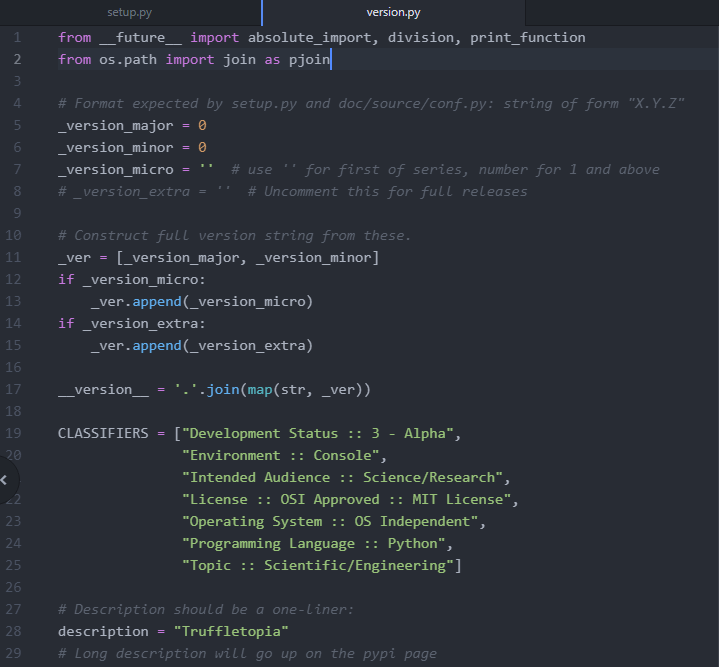 setup.py version.py
1 from __future__ import absolute_import, division, print_function
2 from os.path import join as pjoin
3
4 # Format expected by setup.py and doc/source/conf.py: string of form "X.Y.Z"
5 _version_major = 0
6 _version_minor = 0
7 _version_micro = '' # use '' for first of series, number for 1 and above
8 # _version_extra = '' # Uncomment this for full releases
9
10 # Construct full version string from these.
11 _ver = [_version_major, _version_minor]
12 if _version_micro:
13     _ver.append(_version_micro)
14 if _version_extra:
15     _ver.append(_version_extra)
16
17 __version__ = '.'.join(map(str, _ver))
18
19 CLASSIFIERS = ["Development Status :: 3 - Alpha",
20                "Environment :: Console",
"Intended Audience :: Science/Research",
22                "License :: OSI Approved :: MIT License",
23                "Operating System :: OS Independent",
24                "Programming Language :: Python",
25                "Topic :: Scientific/Engineering"]
26
27 # Description should be a one-liner:
28 description = "Truffletopia"
29 # Long description will go up on the pypi page